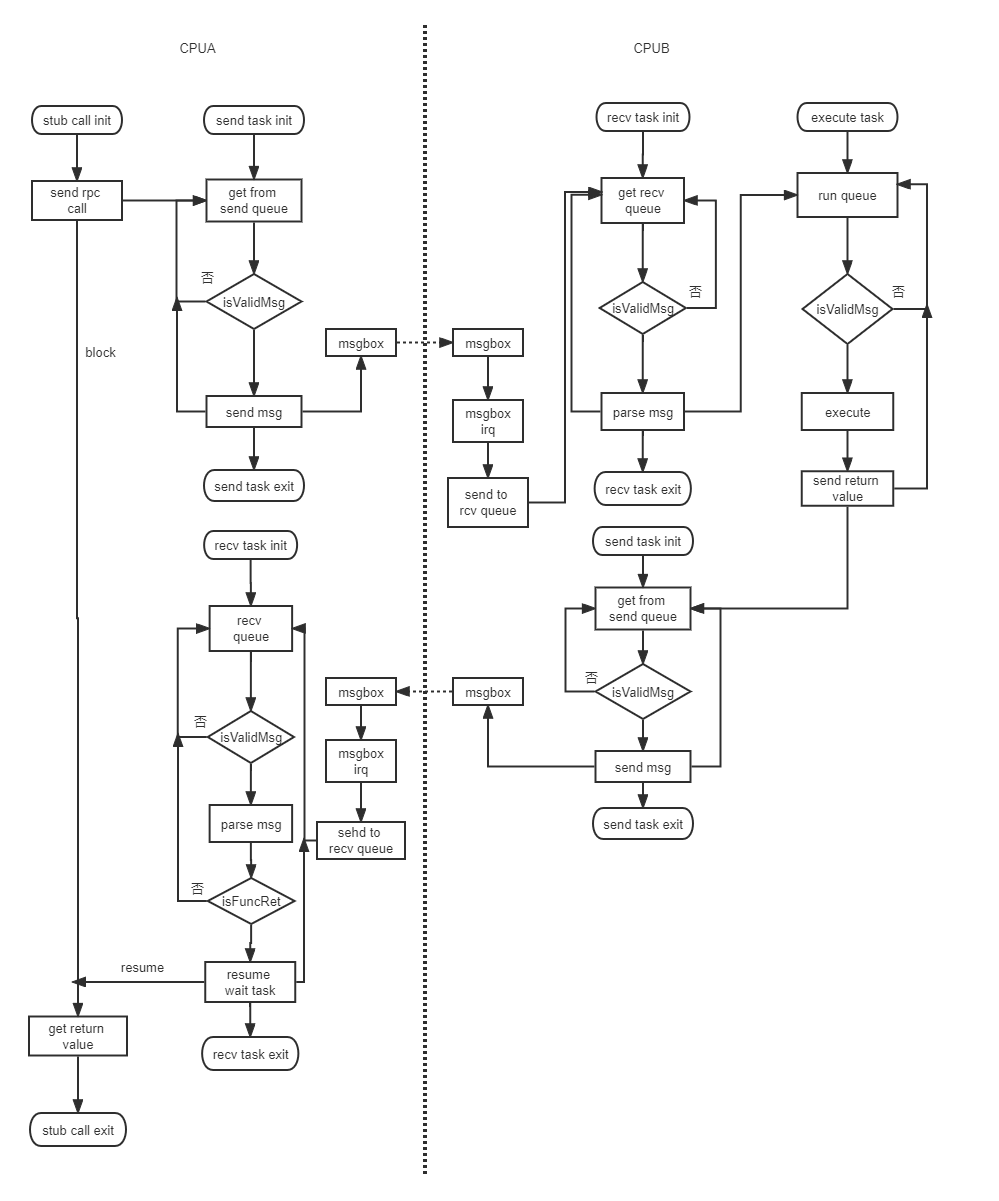 CPUA
CPUB
stub call init
send task init
recv task init
execute task
send rpc
call
get from
send queue
get recv
queue
run queue
否
isValidMsg
否
isValidMsg
否
isValidMsg
block
msgbox
msgbox
send msg
msgbox
irq
parse msg
execute
send task exit
send to
rcv queue
recv task exit
send return
value
recv task init
send task init
recv
queue
get from
send queue
否
isValidMsg
msgbox
msgbox
否
isValidMsg
msgbox
irq
send msg
parse msg
sehd to
recv queue
send task exit
否
isFuncRet
resume
resume
wait task
get return
value
recv task exit
stub call exit